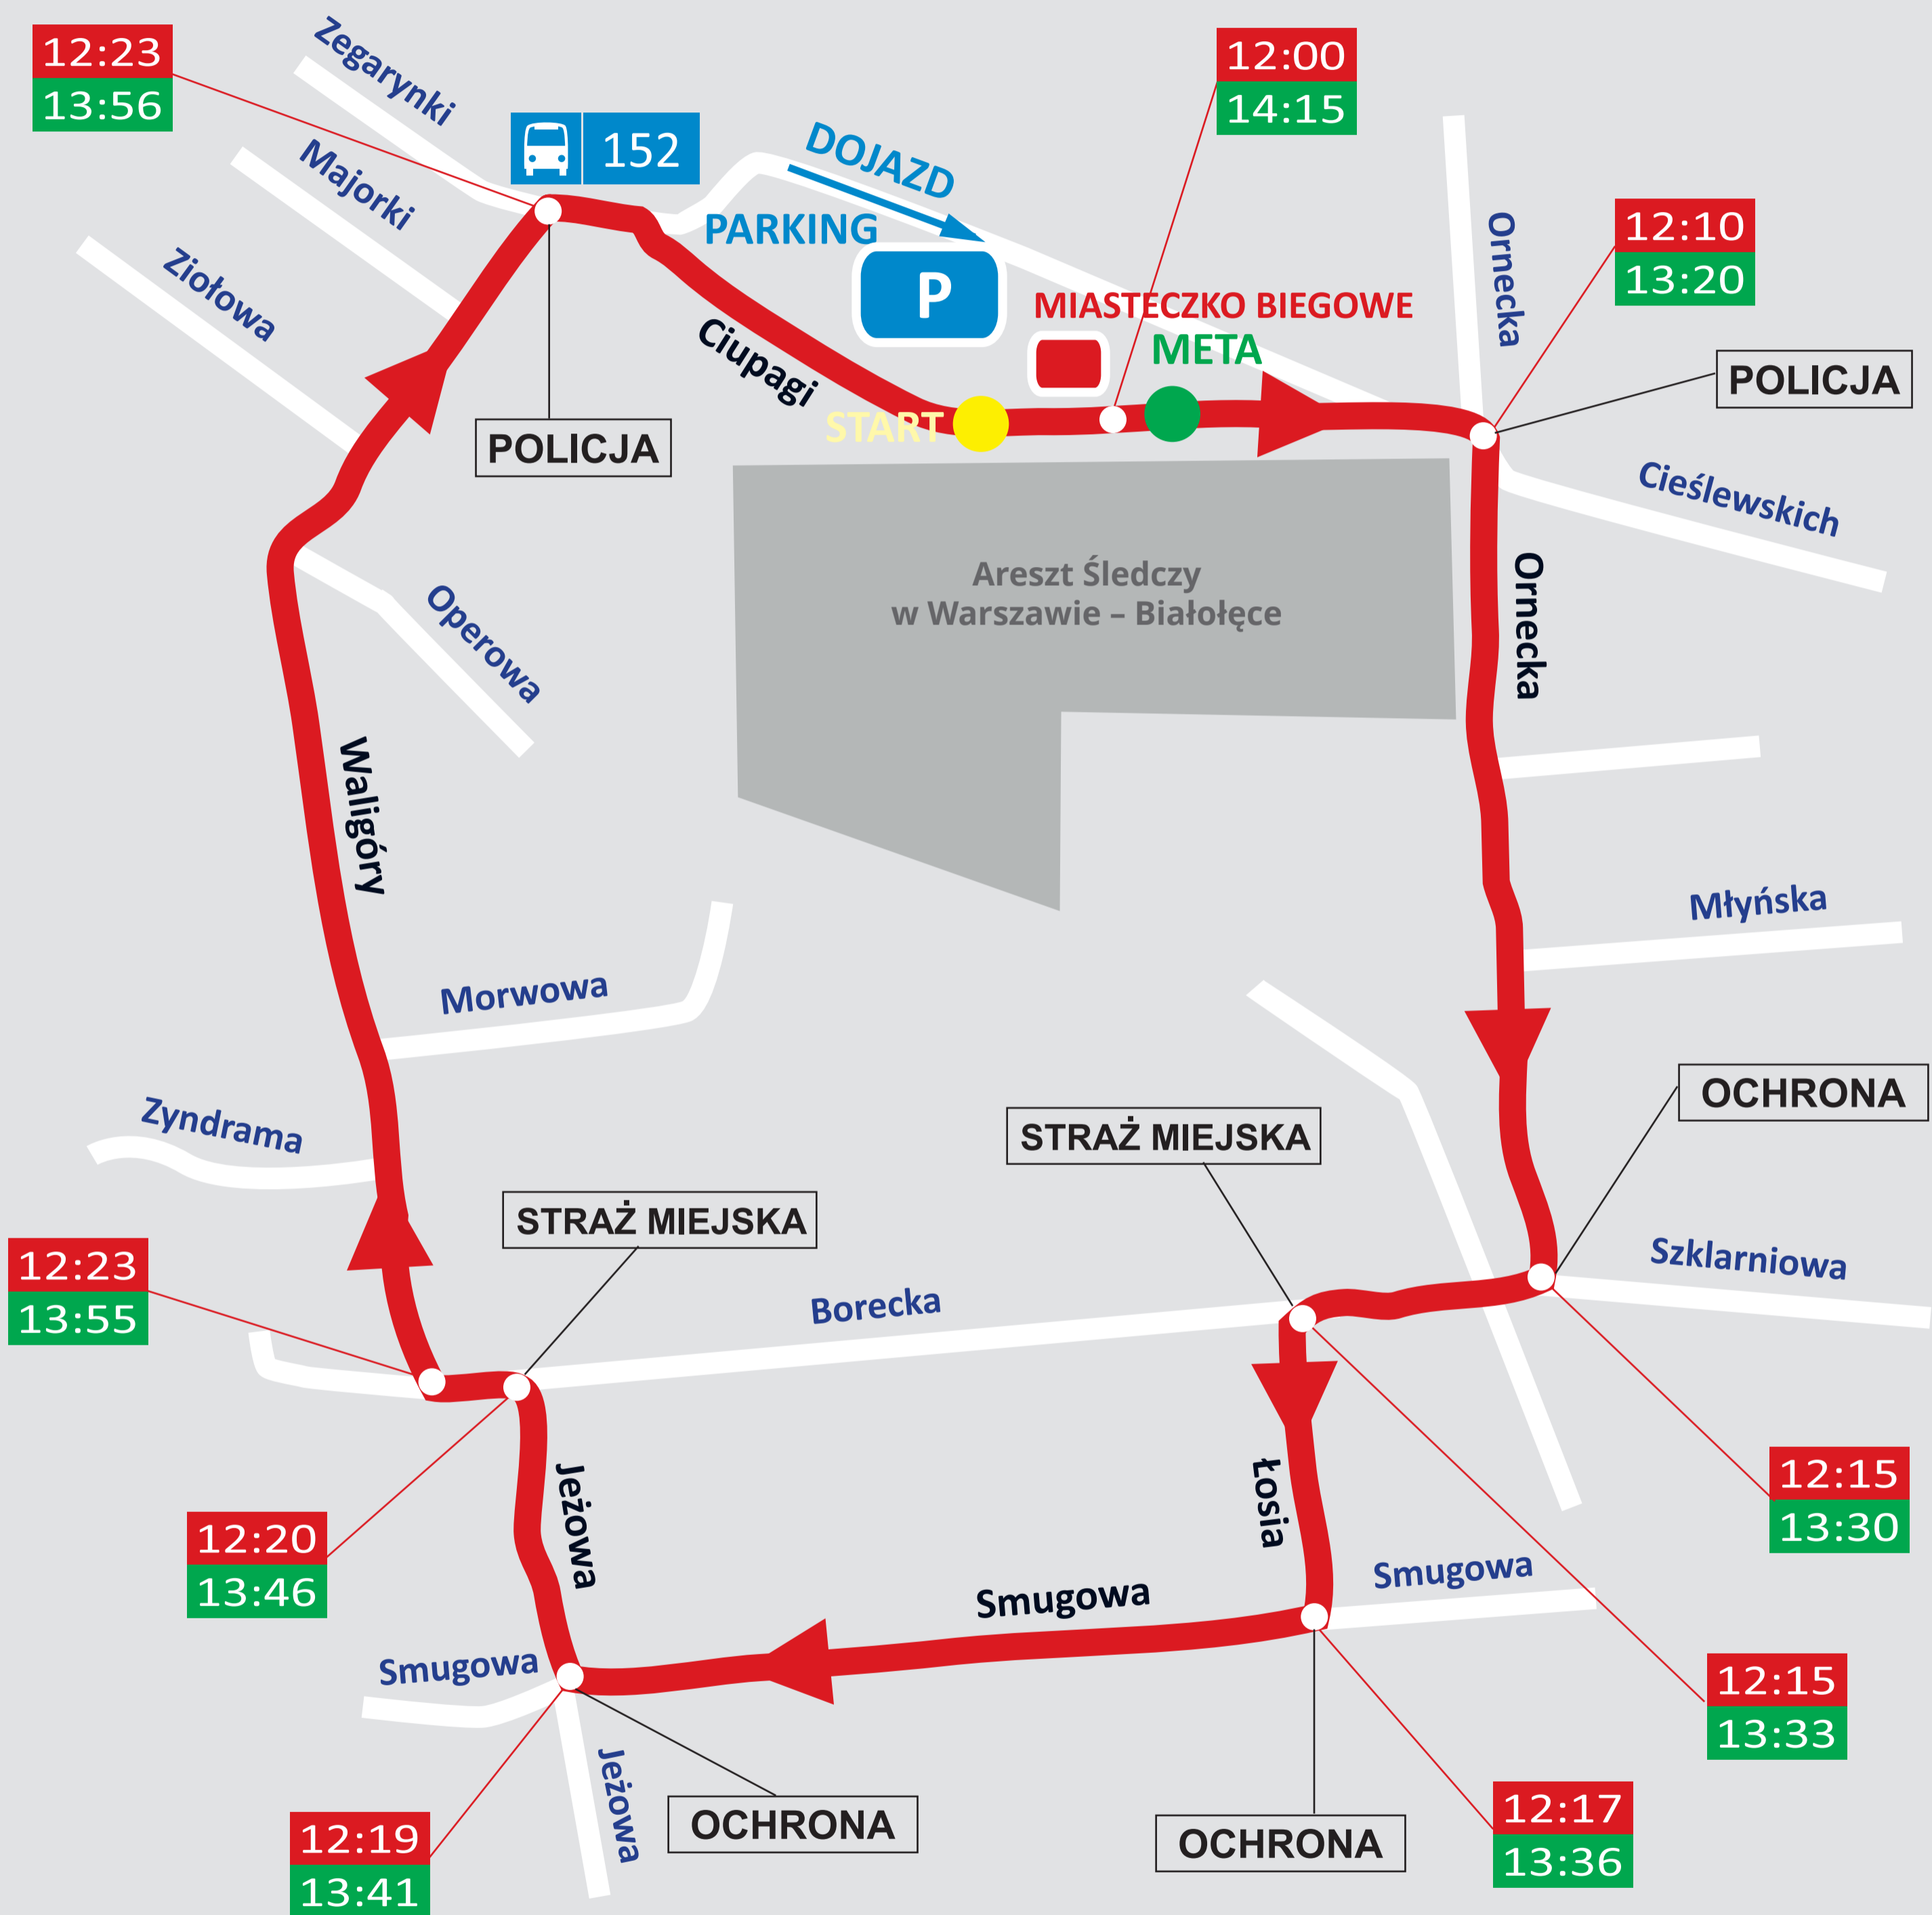 12:23
13:56
Zegarynki
12:00
14:15
152
DOJAZD
Majorki
PARKING
P
Ornecka
12:10
13:20
Ziołowa
MIASTECZKO BIEGOWE
META
Ciupagi
START
POLICJA
POLICJA
Cieślewskich
Areszt Śledczy
w Warszawie – Białołęce
Ornecka
Operowa
Waligóry
Młyńska
Morwowa
Zyndrama
OCHRONA
STRAŻ MIEJSKA
STRAŻ MIEJSKA
12:23
13:55
Borecka
Szklarniowa
Jeżowa
Łosia
12:15
13:30
12:20
13:46
Smugowa
Smugowa
Smugowa
12:15
13:33
Jeżowa
OCHRONA
OCHRONA
12:17
13:36
12:19
13:41